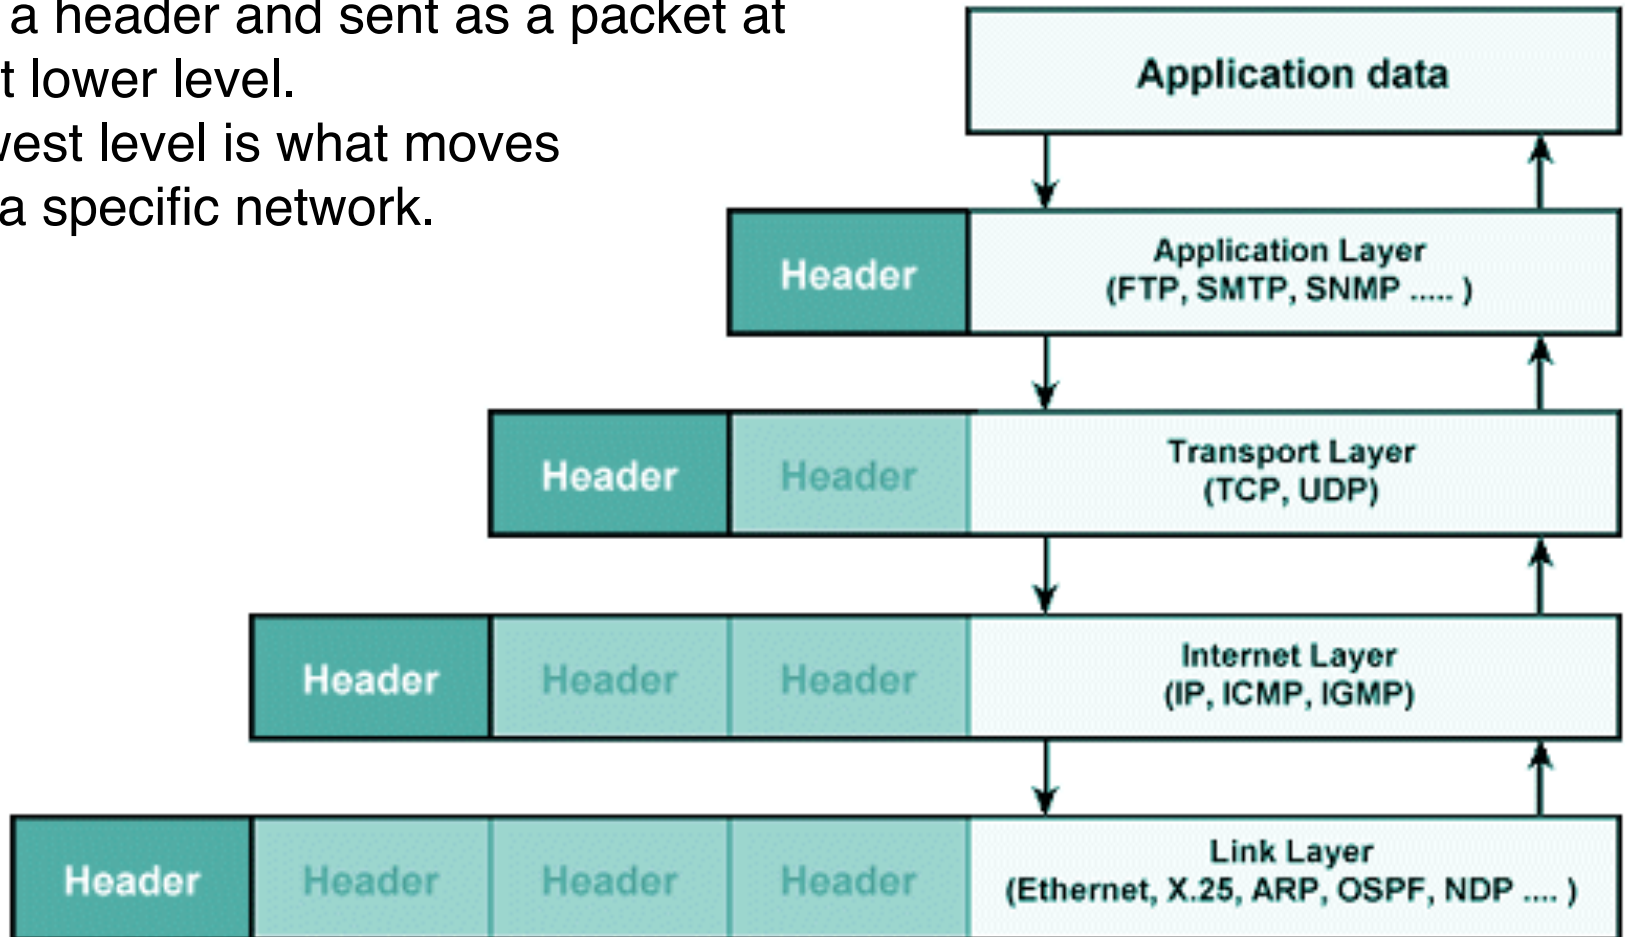 a header and sent as a packet at
t lower level.
west level is what moves
a specific network.
Application data
Header
Application Layer
(FTP, SMTP, SNMP ..... )
Header
Header
Transport Layer
(TCP, UDP)
Header
Header
Header
Internet Layer
(IP, ICMP, IGMP)
Header
Header
Header
Header
Link Layer
(Ethernet, X.25, ARP, OSPF, NDP .... )